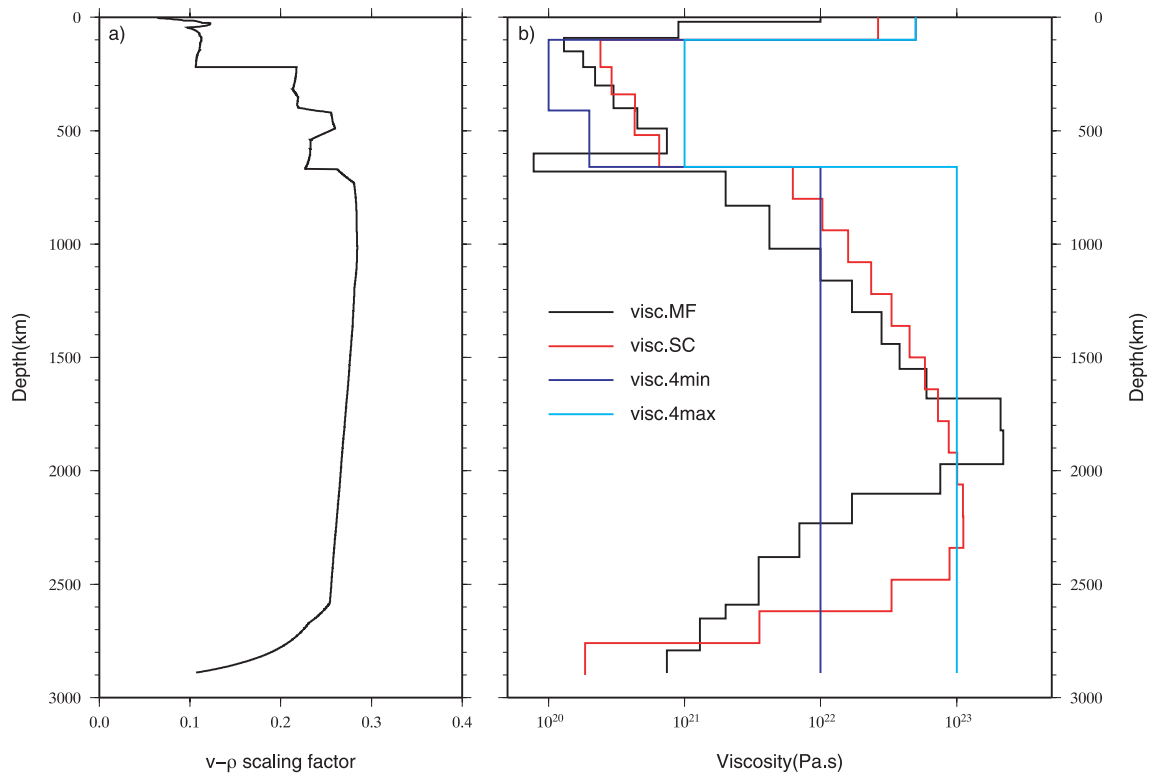 a)
0
500
1000
1500
2000
2500
3000
Depth(km)
0.0 0.1 0.2 0.3 0.4
v−ρ scaling factor
b)
visc.MF
visc.SC
visc.4min
visc.4max
10^20 10^21 10^22 10^23
Viscosity(Pa.s)
0
500
1000
1500
2000
2500
3000
Depth(km)